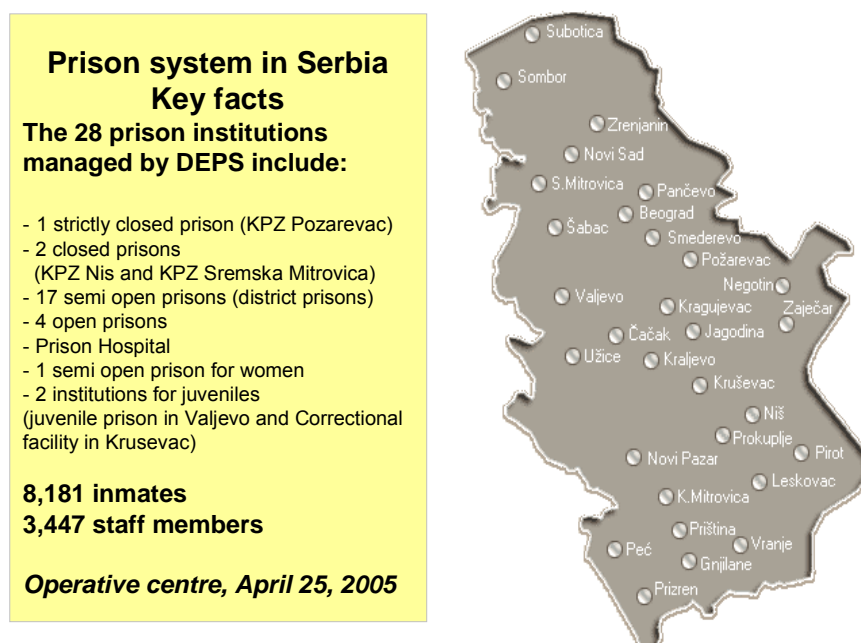 Prison system in Serbia
Key facts
The 28 prison institutions
managed by DEPS include:
- 1 strictly closed prison (KPZ Pozarevac)
- 2 closed prisons
(KPZ Nis and KPZ Sremska Mitrovica)
- 17 semi open prisons (district prisons)
- 4 open prisons
- Prison Hospital
- 1 semi open prison for women
- 2 institutions for juveniles
(juvenile prison in Valjevo and Correctional
facility in Krusevac)
8,181 inmates
3,447 staff members
Operative centre, April 25, 2005
Subotica
Sombor
Zrenjanin
Novi Sad
S.Mitrovica
Pančevo
Beograd
Šabac
Smederevo
Požarevac
Negotin
Valjevo
Kragujevac
Zaječar
Čačak
Jagodina
Užice
Kraljevo
Kruševac
Niš
Prokuplje
Pirot
Novi Pazar
Leskovac
K.Mitrovica
Priština
Vranje
Peć
Gnjilane
Prizren